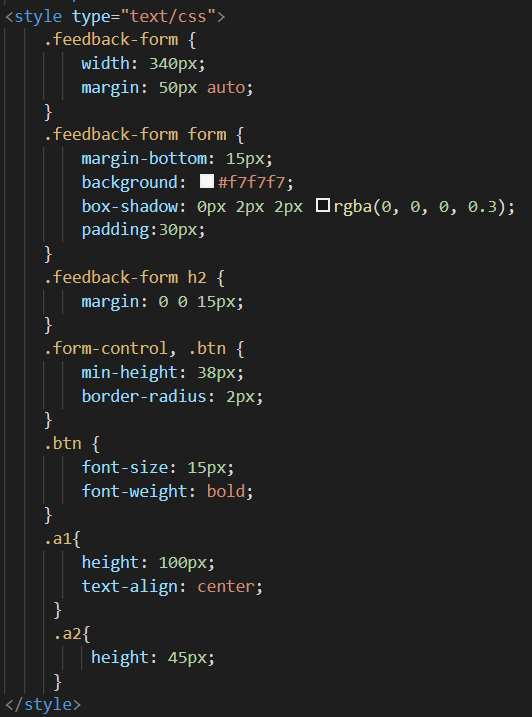 <style type="text/css">
    .feedback-form {
        width: 340px;
        margin: 50px auto;
    }
    .feedback-form form {
        margin-bottom: 15px;
        background: #f7f7f7;
        box-shadow: 0px 2px 2px rgba(0, 0, 0, 0.3);
        padding:30px;
    }
    .feedback-form h2 {
        margin: 0 0 15px;
    }
    .form-control, .btn {
        min-height: 38px;
        border-radius: 2px;
    }
    .btn {
        font-size: 15px;
        font-weight: bold;
    }
    .a1{
        height: 100px;
        text-align: center;
     }
     .a2{
         height: 45px;
     }
</style>